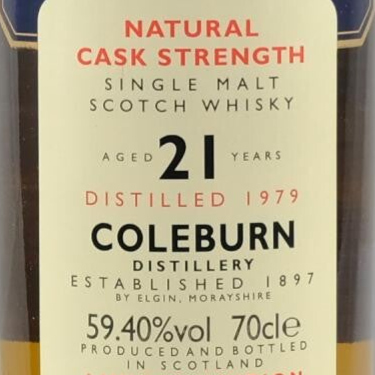 NATURAL
CASK STRENGTH
SINGLE MALT
SCOTCH WHISKY
AGED 21 YEARS
DISTILLED 1979
COLEBURN
DISTILLERY
ESTABLISHED 1897
BY ELGIN, MORAYSHIRE
59.40%vol 70cle
PRODUCED AND BOTTLED
IN SCOTLAND